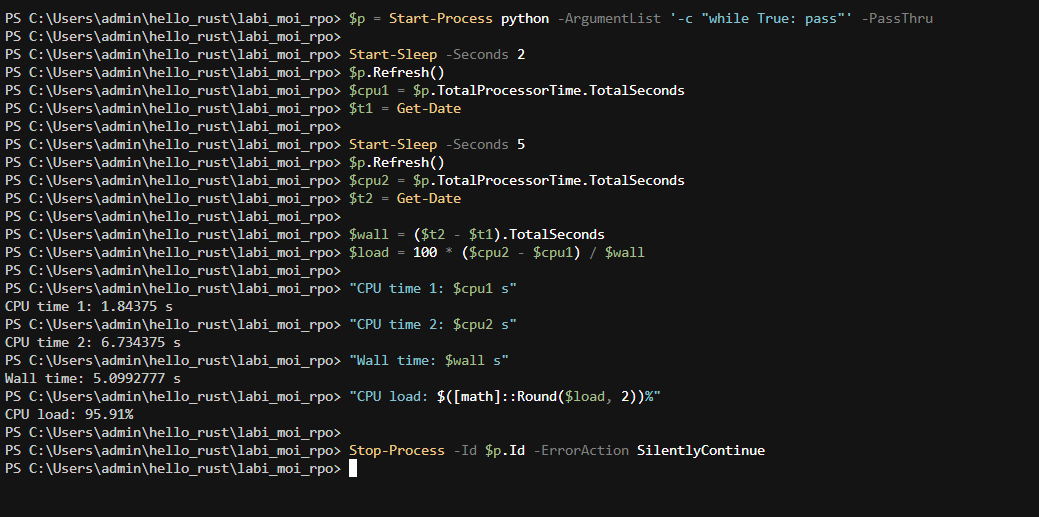 PS C:\Users\admin\hello_rust\labi_moi_rpo> $p = Start-Process python -ArgumentList '-c "while True: pass"' -PassThru
PS C:\Users\admin\hello_rust\labi_moi_rpo>
PS C:\Users\admin\hello_rust\labi_moi_rpo> Start-Sleep -Seconds 2
PS C:\Users\admin\hello_rust\labi_moi_rpo> $p.Refresh()
PS C:\Users\admin\hello_rust\labi_moi_rpo> $cpu1 = $p.TotalProcessorTime.TotalSeconds
PS C:\Users\admin\hello_rust\labi_moi_rpo> $t1 = Get-Date
PS C:\Users\admin\hello_rust\labi_moi_rpo>
PS C:\Users\admin\hello_rust\labi_moi_rpo> Start-Sleep -Seconds 5
PS C:\Users\admin\hello_rust\labi_moi_rpo> $p.Refresh()
PS C:\Users\admin\hello_rust\labi_moi_rpo> $cpu2 = $p.TotalProcessorTime.TotalSeconds
PS C:\Users\admin\hello_rust\labi_moi_rpo> $t2 = Get-Date
PS C:\Users\admin\hello_rust\labi_moi_rpo>
PS C:\Users\admin\hello_rust\labi_moi_rpo> $wall = ($t2 - $t1).TotalSeconds
PS C:\Users\admin\hello_rust\labi_moi_rpo> $load = 100 * ($cpu2 - $cpu1) / $wall
PS C:\Users\admin\hello_rust\labi_moi_rpo>
PS C:\Users\admin\hello_rust\labi_moi_rpo> "CPU time 1: $cpu1 s"
CPU time 1: 1.84375 s
PS C:\Users\admin\hello_rust\labi_moi_rpo> "CPU time 2: $cpu2 s"
CPU time 2: 6.734375 s
PS C:\Users\admin\hello_rust\labi_moi_rpo> "Wall time: $wall s"
Wall time: 5.0992777 s
PS C:\Users\admin\hello_rust\labi_moi_rpo> "CPU load: $([math]::Round($load, 2))%"
CPU load: 95.91%
PS C:\Users\admin\hello_rust\labi_moi_rpo>
PS C:\Users\admin\hello_rust\labi_moi_rpo> Stop-Process -Id $p.Id -ErrorAction SilentlyContinue
PS C:\Users\admin\hello_rust\labi_moi_rpo>